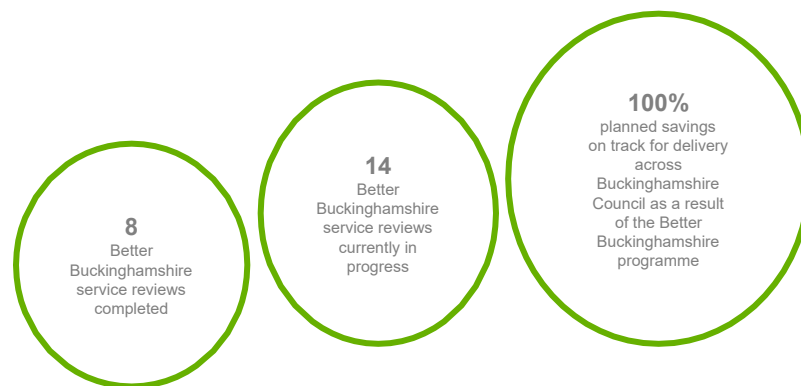 8
Better
Buckinghamshire
service reviews
completed
14
Better
Buckinghamshire
service reviews
currently in
progress
100%
planned savings
on track for delivery
across
Buckinghamshire
Council as a result
of the Better
Buckinghamshire
programme